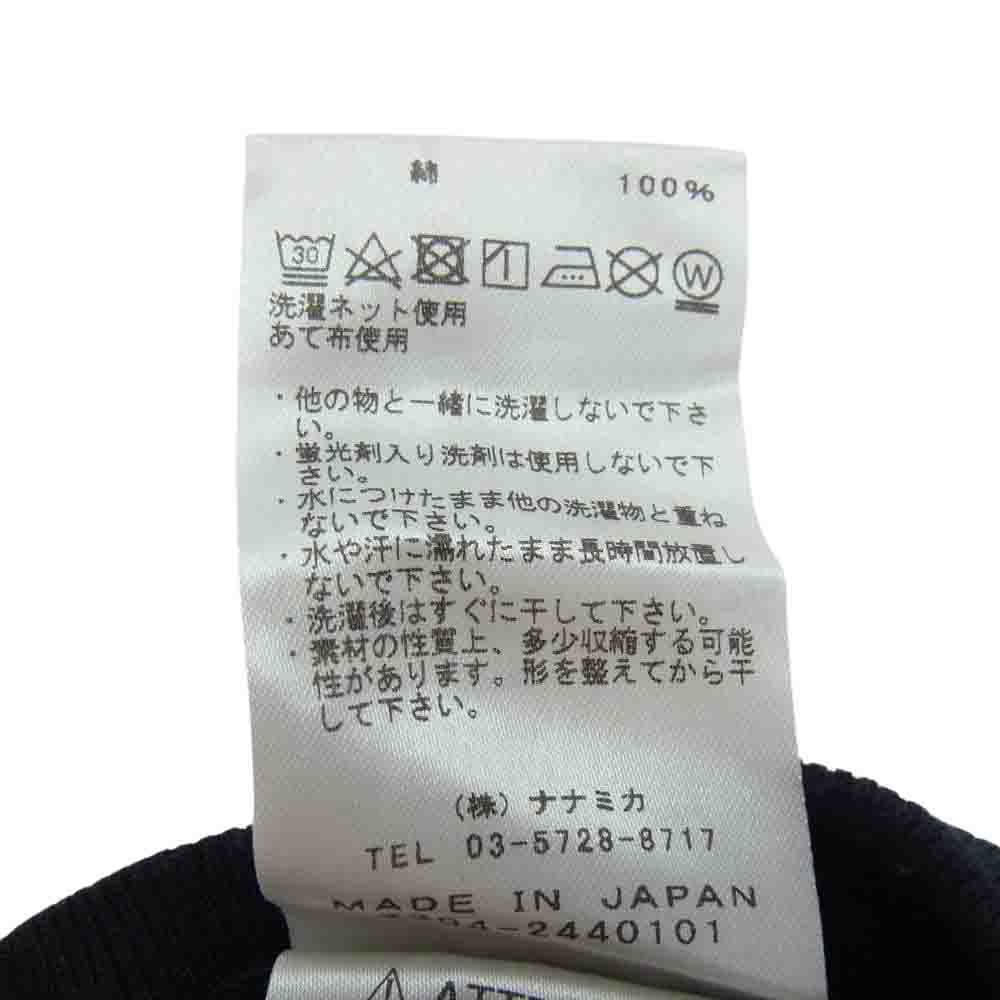 綿 100%
30 W
洗濯ネット使用
あて布使用
・他の物と一緒に洗濯しないで下さ
い。
・蛍光剤入り洗剤は使用しないで下
さい。
・水につけたまま他の洗濯物と重ね
ないで下さい。
・水や汗に濡れたまま長時間放置し
ないで下さい。
・洗濯後はすぐに干して下さい。
・素材の性質上、多少収縮する可能
性があります。形を整えてから干
して下さい。
(株) ナナミカ
TEL 03-5728-8717
MADE IN JAPAN
-2440101